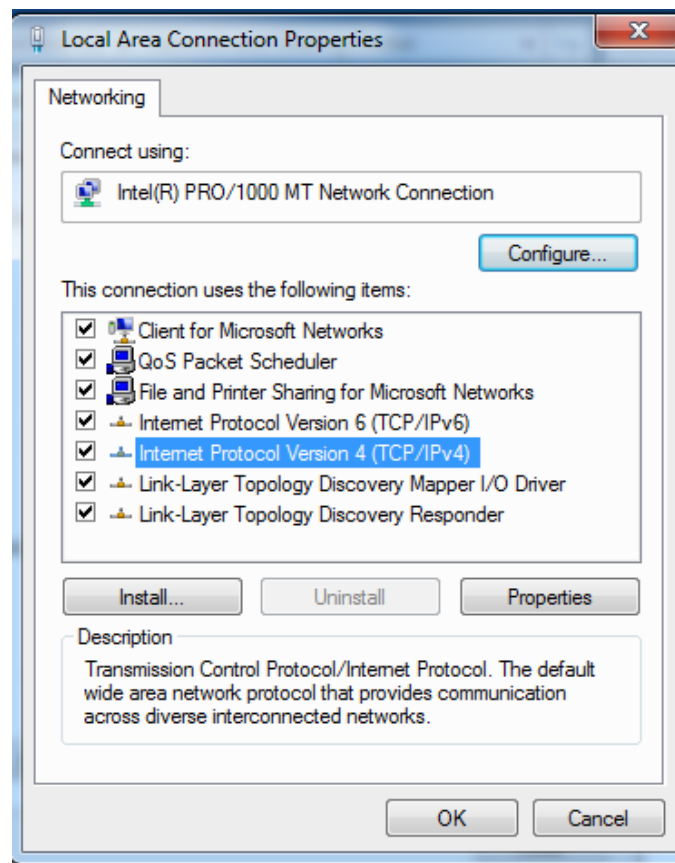 Local Area Connection Properties
Networking
Connect using:
Intel(R) PRO/1000 MT Network Connection
Configure...
This connection uses the following items:
Client for Microsoft Networks
QoS Packet Scheduler
File and Printer Sharing for Microsoft Networks
Internet Protocol Version 6 (TCP/IPv6)
Internet Protocol Version 4 (TCP/IPv4)
Link-Layer Topology Discovery Mapper I/O Driver
Link-Layer Topology Discovery Responder
Install... Uninstall Properties
Description
Transmission Control Protocol/Internet Protocol. The default
wide area network protocol that provides communication
across diverse interconnected networks.
OK Cancel